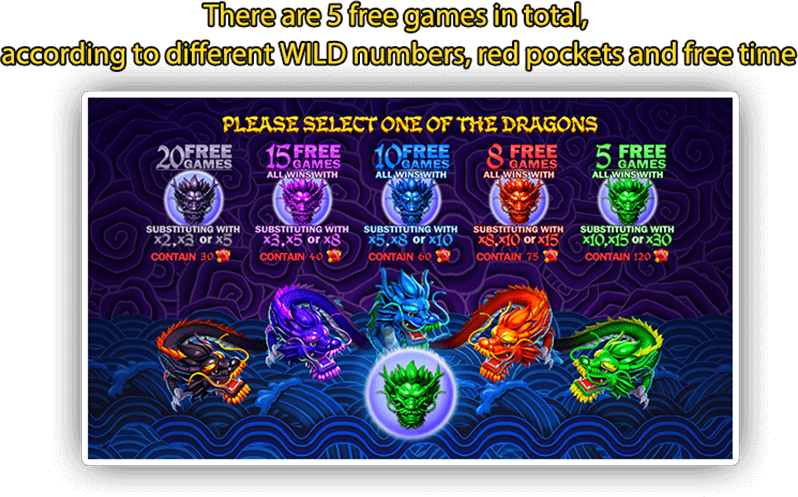 There are 5 free games in total,
according to different WILD numbers, red pockets and free time
PLEASE SELECT ONE OF THE DRAGONS
20 FREE GAMES
SUBSTITUTING WITH
x2,x3 or x5
CONTAIN 30
15 FREE GAMES
ALL WINS WITH
SUBSTITUTING WITH
x3,x5 or x8
CONTAIN 40
10 FREE GAMES
ALL WINS WITH
SUBSTITUTING WITH
x5,x8 or x10
CONTAIN 60
8 FREE GAMES
ALL WINS WITH
SUBSTITUTING WITH
x8,x10 or x15
CONTAIN 75
5 FREE GAMES
ALL WINS WITH
SUBSTITUTING WITH
x10,x15 or x30
CONTAIN 120